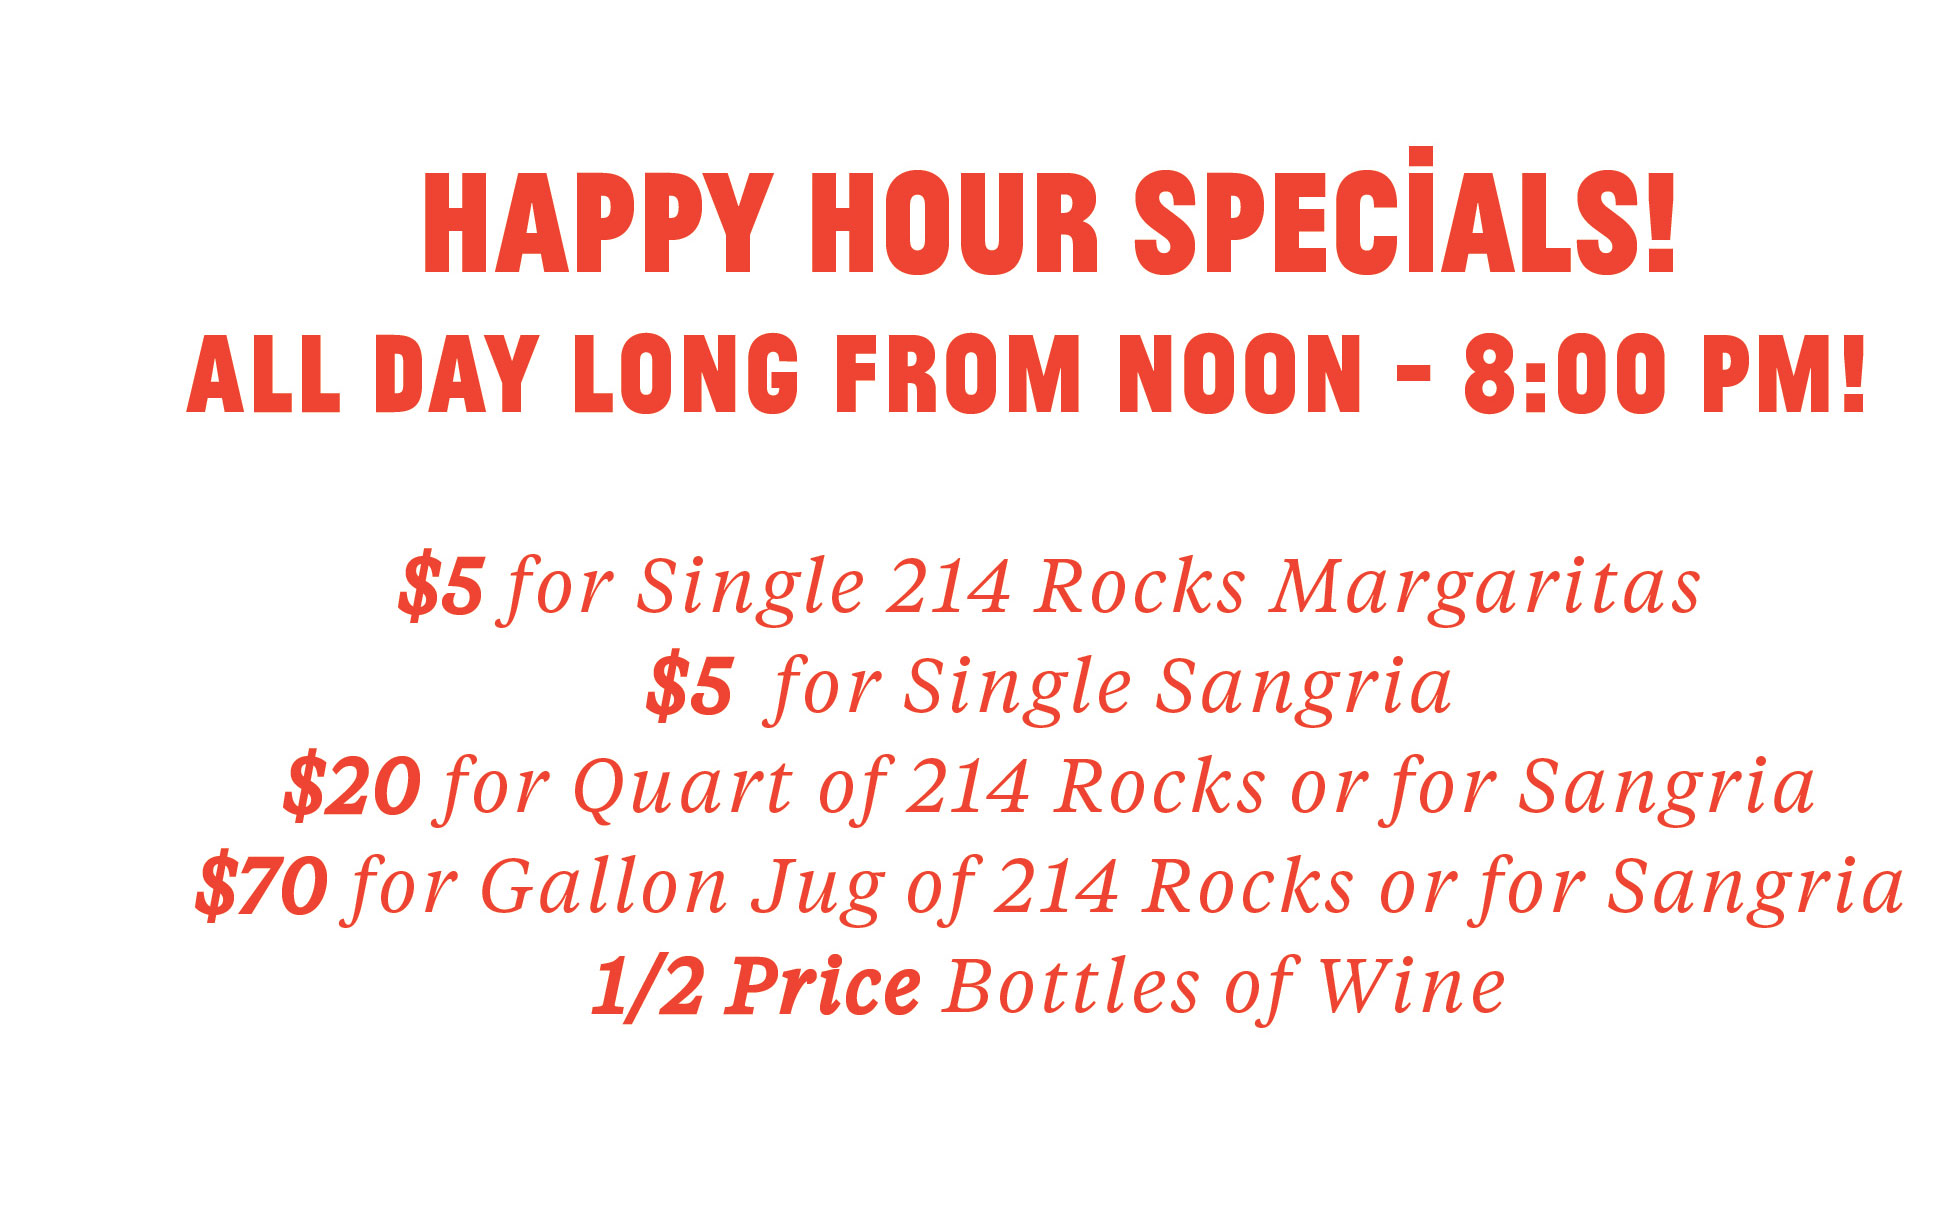 HAPPY HOUR SPECiALS!
ALL DAY LONG FROM NOON - 8:00 PM!
$5 for Single 214 Rocks Margaritas
$5 for Single Sangria
$20 for Quart of 214 Rocks or for Sangria
$70 for Gallon Jug of 214 Rocks or for Sangria
1/2 Price Bottles of Wine